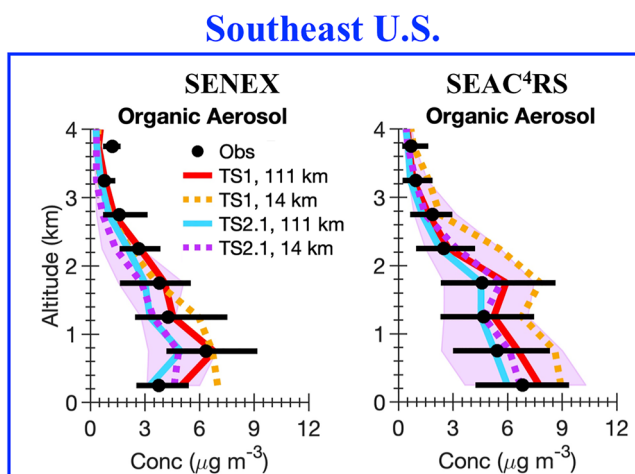 Southeast U.S.
SENEX
Organic Aerosol
4
3
2
1
0
Altitude (km)
Obs
TS1, 111 km
TS1, 14 km
TS2.1, 111 km
TS2.1, 14 km
0 3 6 9 12
Conc (μg m⁻³)
SEAC⁴RS
Organic Aerosol
4
3
2
1
0
0 3 6 9 12
Conc (μg m⁻³)